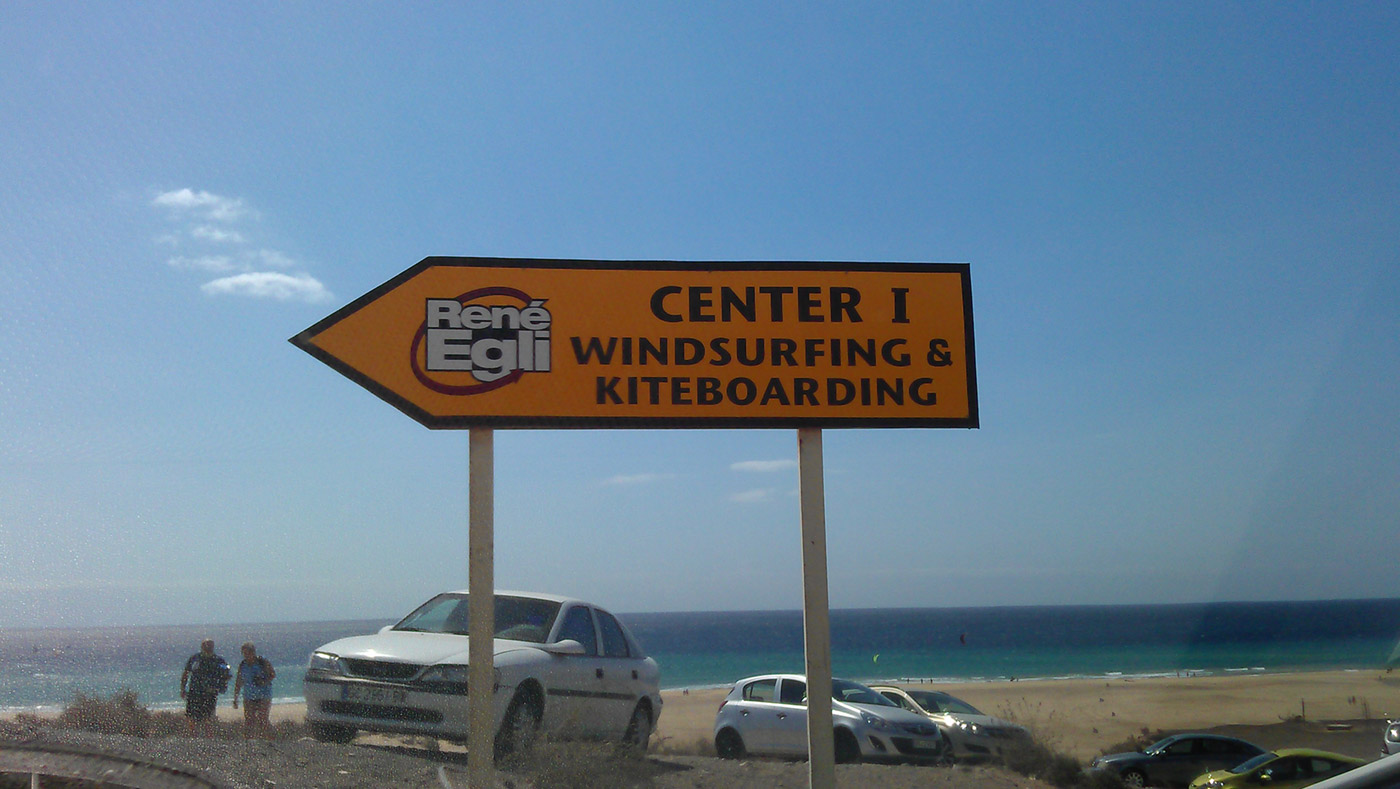 René
Egli
CENTER I
WINDSURFING &
KITEBOARDING